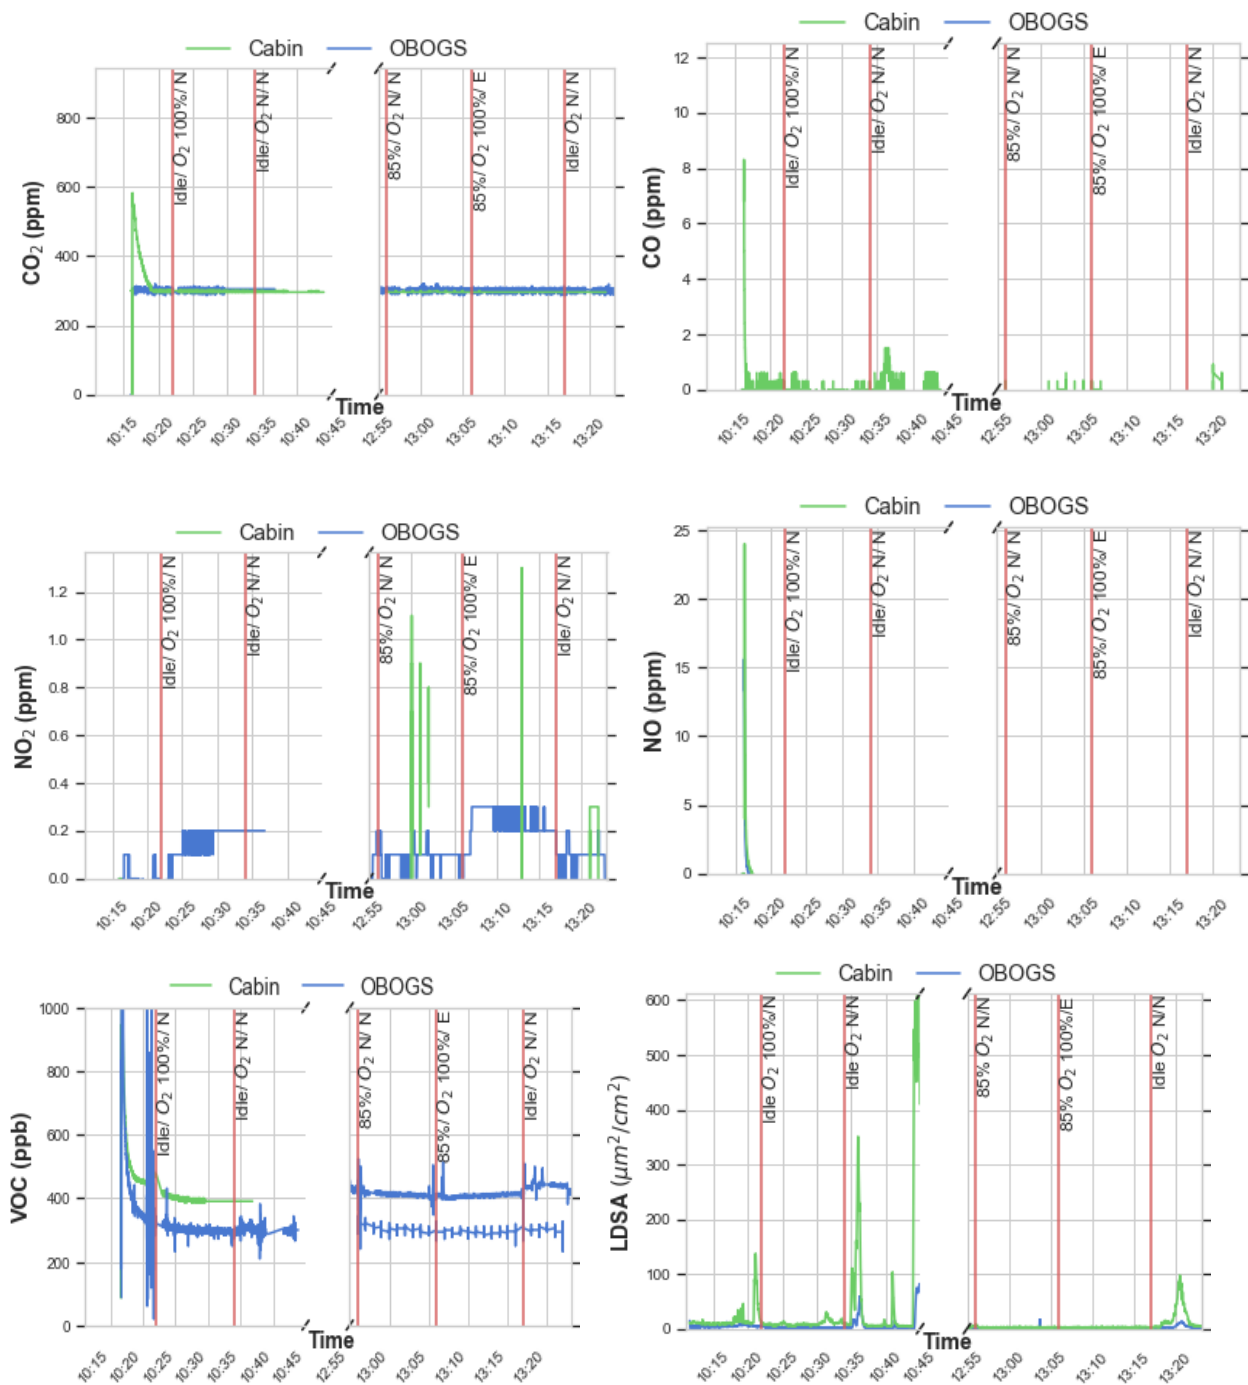 Cabin OBOGS
CO₂ (ppm)
800
600
400
200
0
Idle/ O₂ 100%/ N
Idle/ O₂ N/ N
85%/ O₂ N/ N
85%/ O₂ 100%/ E
Idle/ O₂ N/ N
Time
10:15 10:20 10:25 10:30 10:35 10:40 10:45 12:55 13:00 13:05 13:10 13:15 13:20
Cabin OBOGS
CO (ppm)
12
10
8
6
4
2
0
Idle/ O₂ 100%/ N
Idle/ O₂ N/ N
85%/ O₂ N/ N
85%/ O₂ 100%/ E
Idle/ O₂ N/ N
Time
10:15 10:20 10:25 10:30 10:35 10:40 10:45 12:55 13:00 13:05 13:10 13:15 13:20
Cabin OBOGS
NO₂ (ppm)
1.2
1.0
0.8
0.6
0.4
0.2
0.0
Idle/ O₂ 100%/ N
Idle/ O₂ N/ N
85%/ O₂ N/ N
85%/ O₂ 100%/ E
Idle/ O₂ N/ N
Time
10:15 10:20 10:25 10:30 10:35 10:40 10:45 12:55 13:00 13:05 13:10 13:15 13:20
Cabin OBOGS
NO (ppm)
25
20
15
10
5
0
Idle/ O₂ 100%/ N
Idle/ O₂ N/ N
85%/ O₂ N/ N
85%/ O₂ 100%/ E
Idle/ O₂ N/ N
Time
10:15 10:20 10:25 10:30 10:35 10:40 10:45 12:55 13:00 13:05 13:10 13:15 13:20
Cabin OBOGS
VOC (ppb)
1000
800
600
400
200
0
Idle/ O₂ 100%/ N
Idle/ O₂ N/ N
85%/ O₂ N/ N
85%/ O₂ 100%/ E
Idle/ O₂ N/ N
Time
10:15 10:20 10:25 10:30 10:35 10:40 10:45 12:55 13:00 13:05 13:10 13:15 13:20
Cabin OBOGS
LDSA (μm²/cm²)
600
500
400
300
200
100
0
Idle O₂ 100%/N
Idle O₂ N/N
85% O₂ N/N
85% O₂ 100%/E
Idle O₂ N/N
Time
10:15 10:20 10:25 10:30 10:35 10:40 10:45 12:55 13:00 13:05 13:10 13:15 13:20